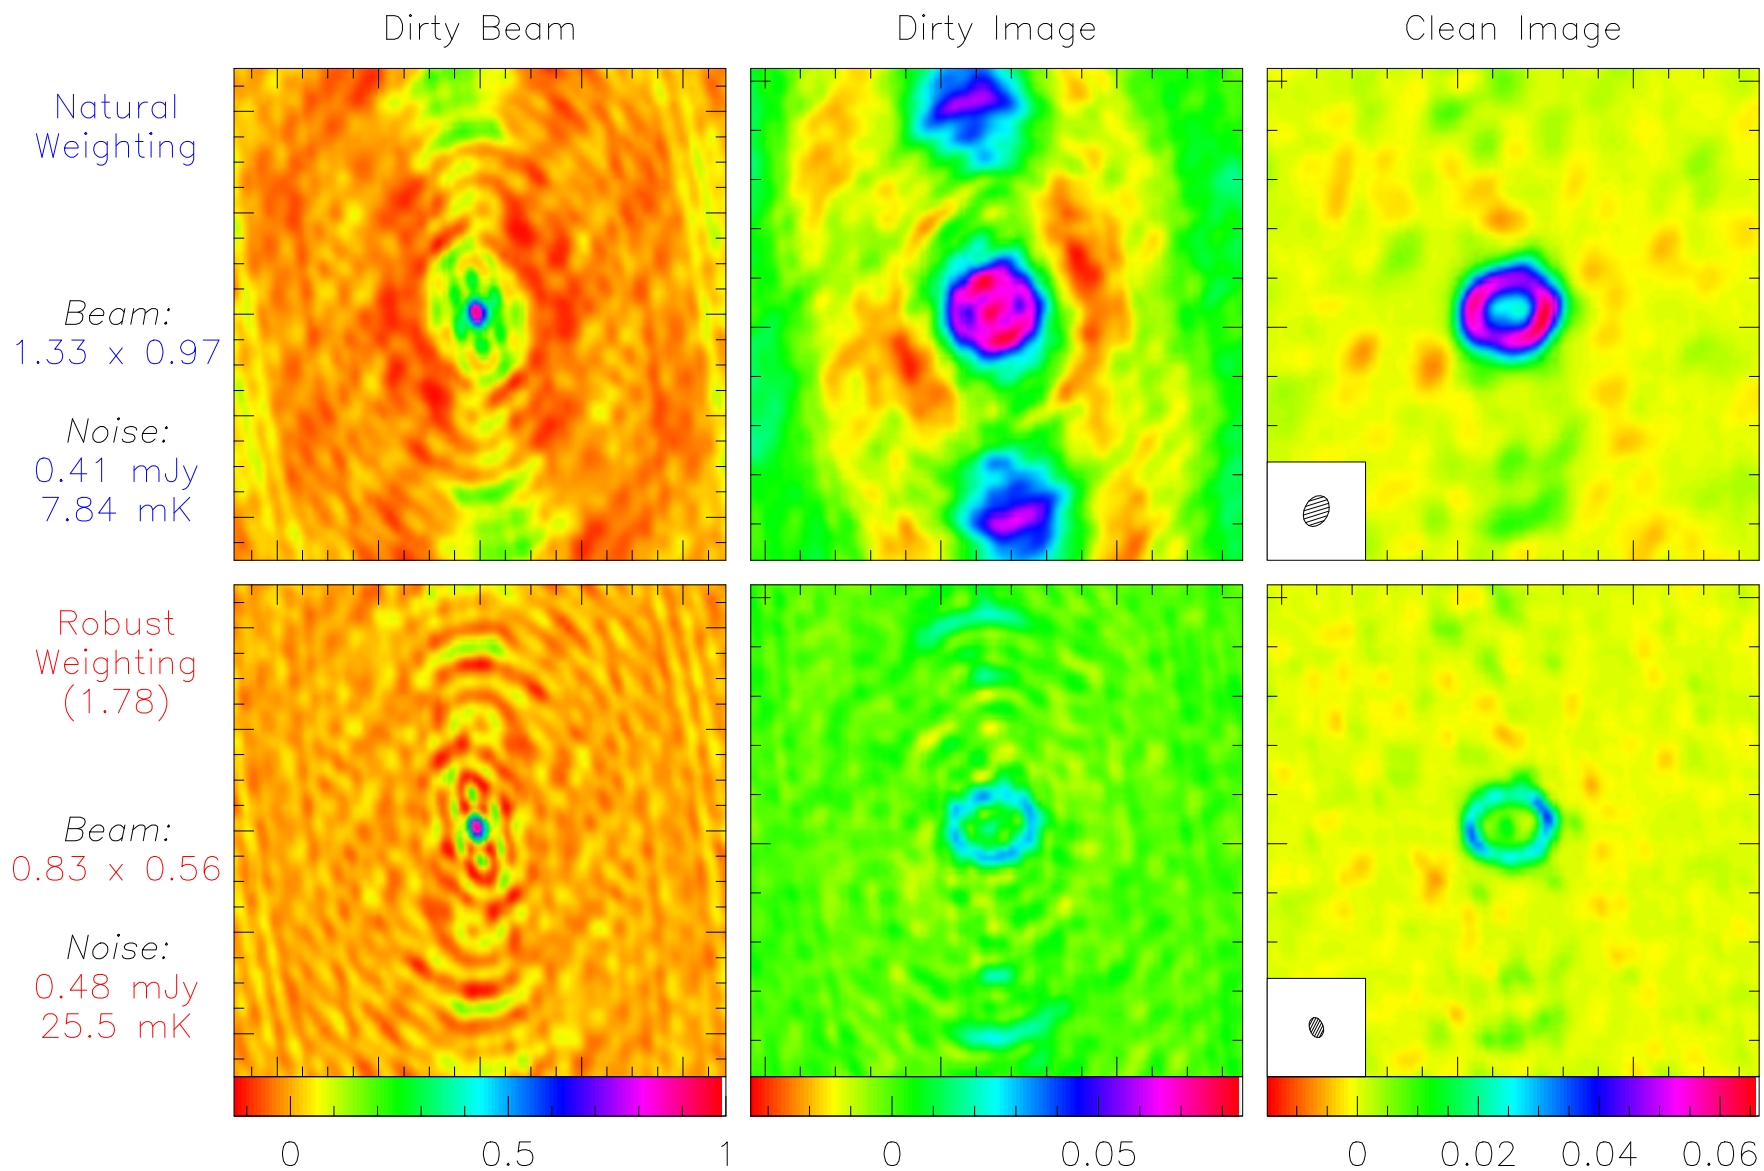 Dirty Beam
Dirty Image
Clean Image
Natural
Weighting
Beam:
1.33 x 0.97
Noise:
0.41 mJy
7.84 mK
Robust
Weighting
(1.78)
Beam:
0.83 x 0.56
Noise:
0.48 mJy
25.5 mK
0 0.5 1
0 0.05
0 0.02 0.04 0.06